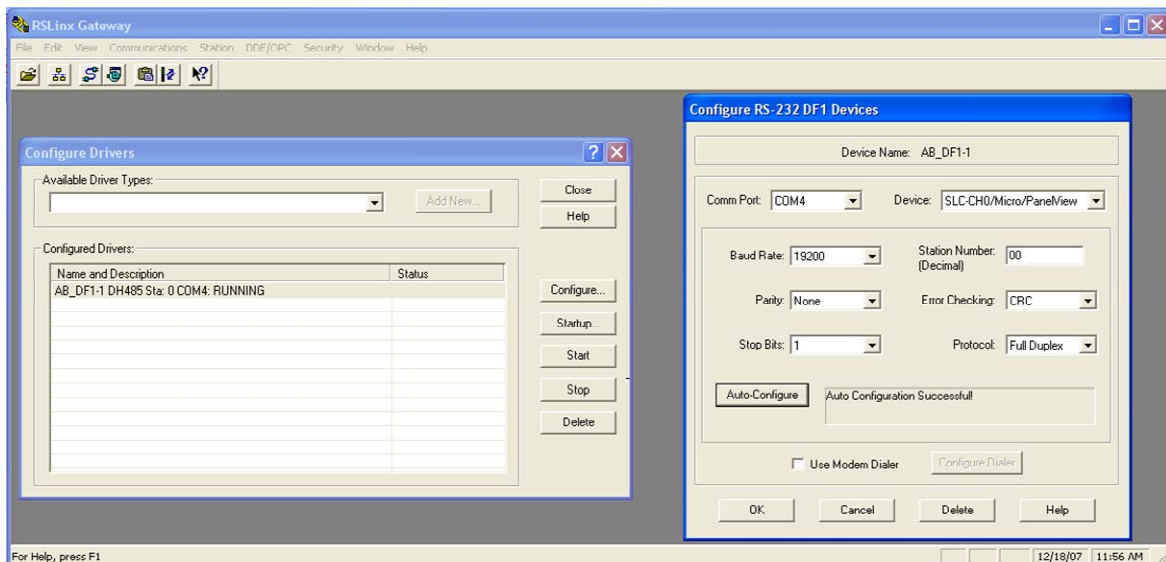 RSLinx Gateway
File Edit View Communications Station DDE/OPC Security Window Help
Configure Drivers
Available Driver Types:
Add New...
Close
Help
Configured Drivers:
Name and Description Status
AB_DF1-1 DH485 Sta: 0 COM4: RUNNING
Configure...
Startup...
Start
Stop
Delete
Configure RS-232 DF1 Devices
Device Name: AB_DF1-1
Comm Port: COM4 Device: SLC-CH0/Micro/PanelView
Baud Rate: 19200 Station Number: 00
(Decimal)
Parity: None Error Checking: CRC
Stop Bits: 1 Protocol: Full Duplex
Auto-Configure Auto Configuration Successful!
Use Modem Dialer Configure Dialer
OK Cancel Delete Help
For Help, press F1 12/18/07 11:56 AM